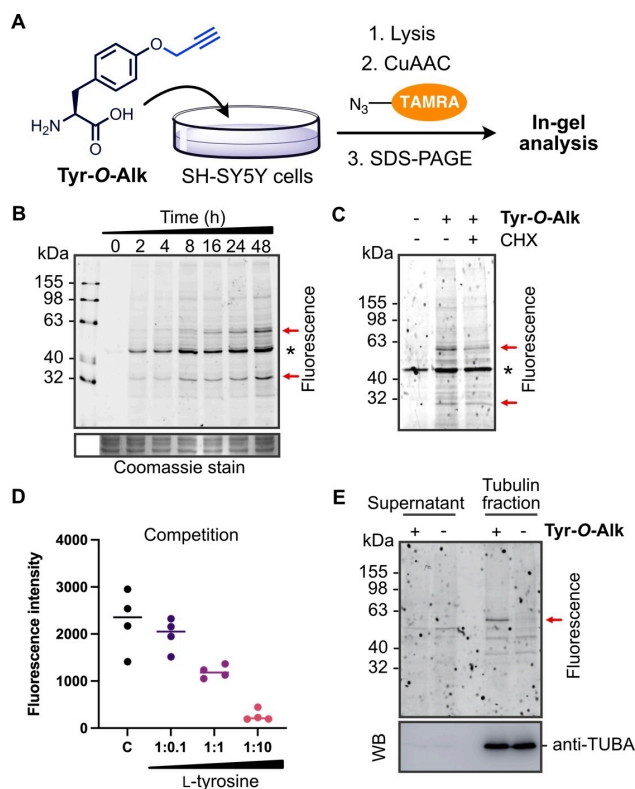 A
O
H2N
OH
O
Tyr-O-Alk
SH-SY5Y cells
1. Lysis
2. CuAAC
N3 TAMRA
3. SDS-PAGE
In-gel
analysis
B
Time (h)
kDa 0 2 4 8 16 24 48
155
98
63
40
32
*
Fluorescence
Coomassie stain
C
- + + Tyr-O-Alk
- - + CHX
kDa
155
98
63
40
32
*
Fluorescence
D
Competition
Fluorescence intensity
4000
3000
2000
1000
0
C 1:0.1 1:1 1:10
L-tyrosine
E
Supernatant Tubulin
fraction
+ - + - Tyr-O-Alk
kDa
155
98
63
40
32
Fluorescence
WB
anti-TUBA